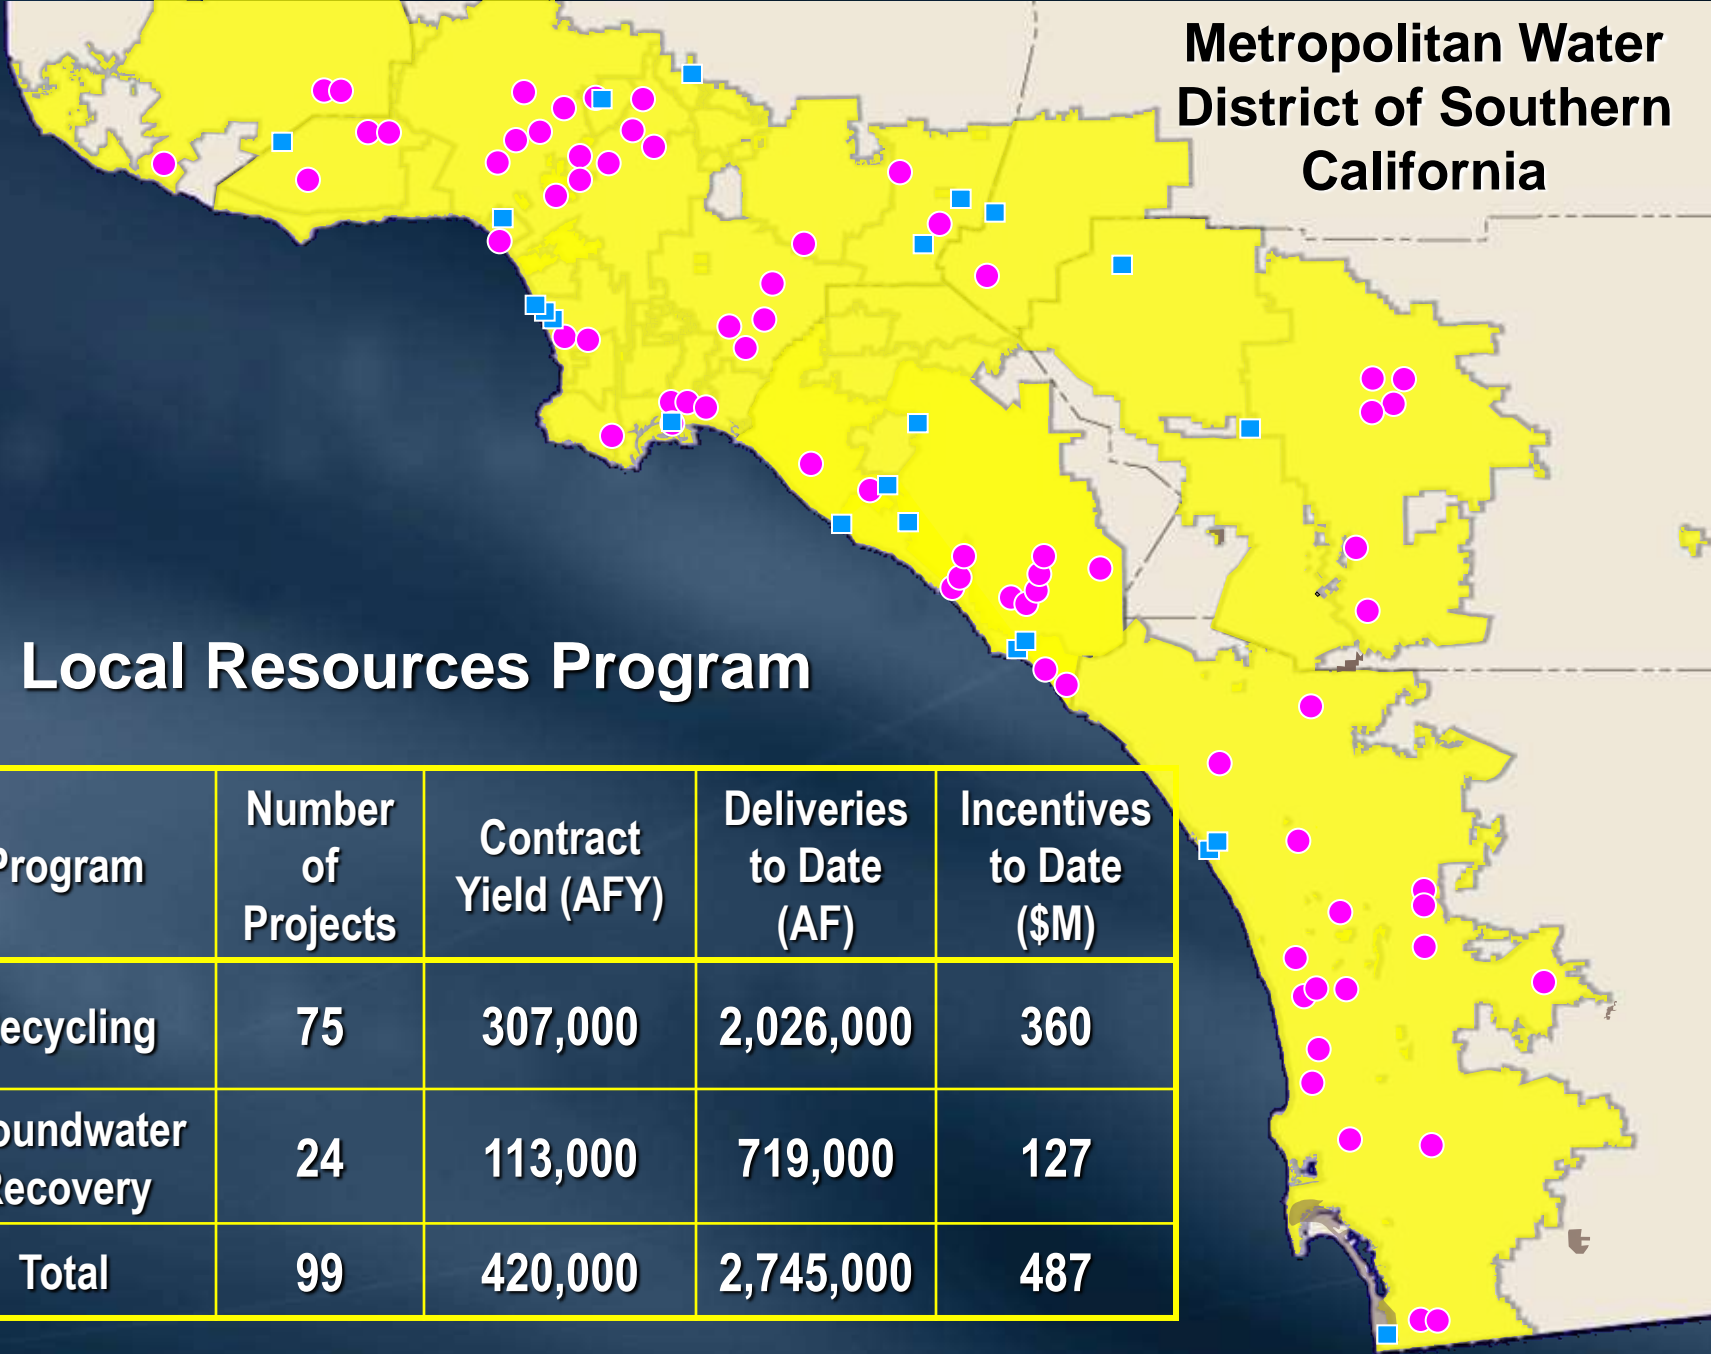 Metropolitan Water
District of Southern
California
Local Resources Program
Program
Number
of
Projects
Contract
Yield (AFY)
Deliveries
to Date
(AF)
Incentives
to Date
($M)
ecycling
75
307,000
2,026,000
360
oundwater
Recovery
24
113,000
719,000
127
Total
99
420,000
2,745,000
487